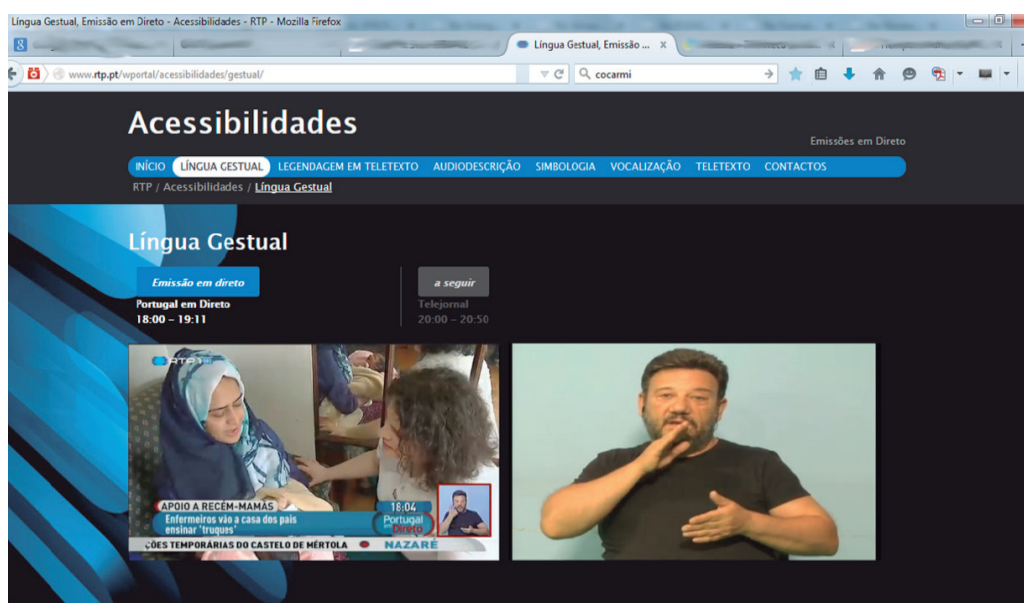 Língua Gestual, Emissão em Direto - Acessibilidades - RTP - Mozilla Firefox
Língua Gestual, Emissão ... x
www.rtp.pt/wportal/acessibilidades/gestual/
cocarmi
Acessibilidades
Emissões em Direto
INÍCIO LÍNGUA GESTUAL LEGENDAGEM EM TELETEXTO AUDIODESCRIÇÃO SIMBOLOGIA VOCALIZAÇÃO TELETEXTO CONTACTOS
RTP / Acessibilidades / Língua Gestual
Língua Gestual
Emissão em direto
a seguir
Portugal em Direto
Telejornal
18:00 – 19:11
20:00 – 20:50
RTP1
APOIO A RECÉM-MAMÁS
18:04
Enfermeiros vão a casa dos pais
ensinar 'truques'
Portugal
em Direto
ÇÕES TEMPORÁRIAS DO CASTELO DE MÉRTOLA NAZARÉ